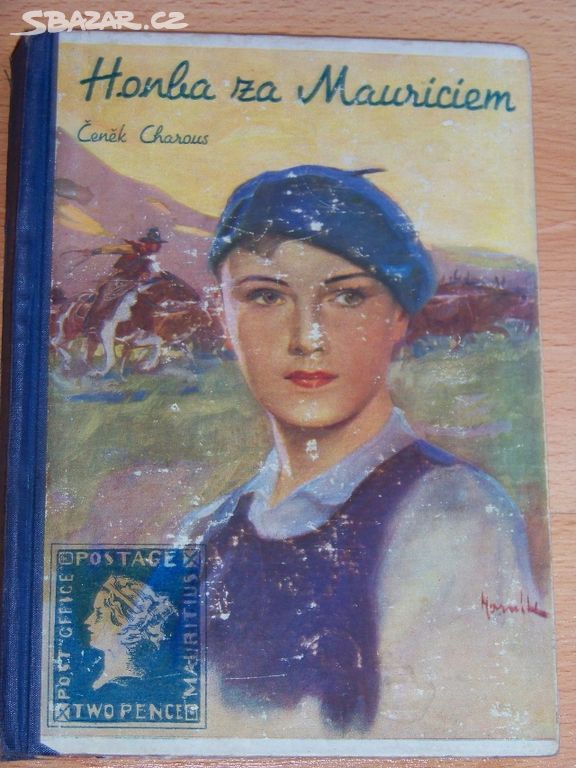 SBAZAR.CZ
Honba za Mauriciem
Čeněk Charous
POSTAGE
POST OFFICE
MAURITIUS
TWO PENCE